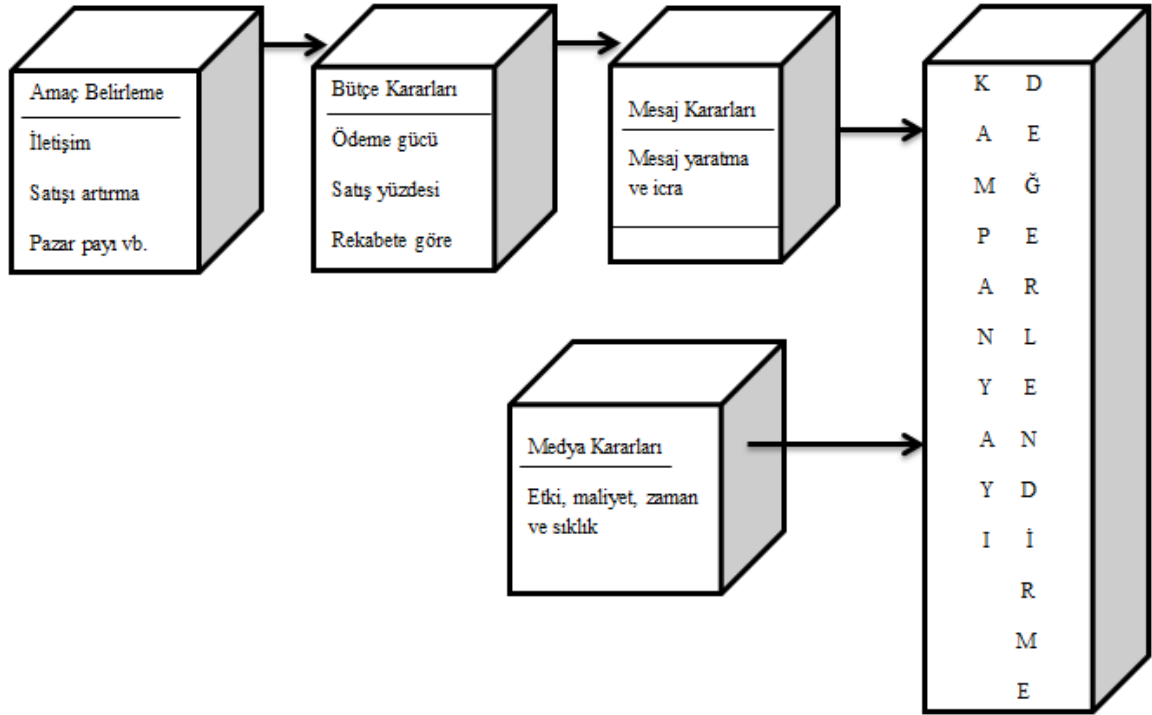 Amaç Belirleme
İletişim
Satışı artırma
Pazar payı vb.
Bütçe Kararları
Ödeme gücü
Satış yüzdesi
Rekabete göre
Mesaj Kararları
Mesaj yaratma
ve icra
Medya Kararları
Etki, maliyet, zaman
ve sıklık
KAMPANYAYI
DEĞERLENDİRME